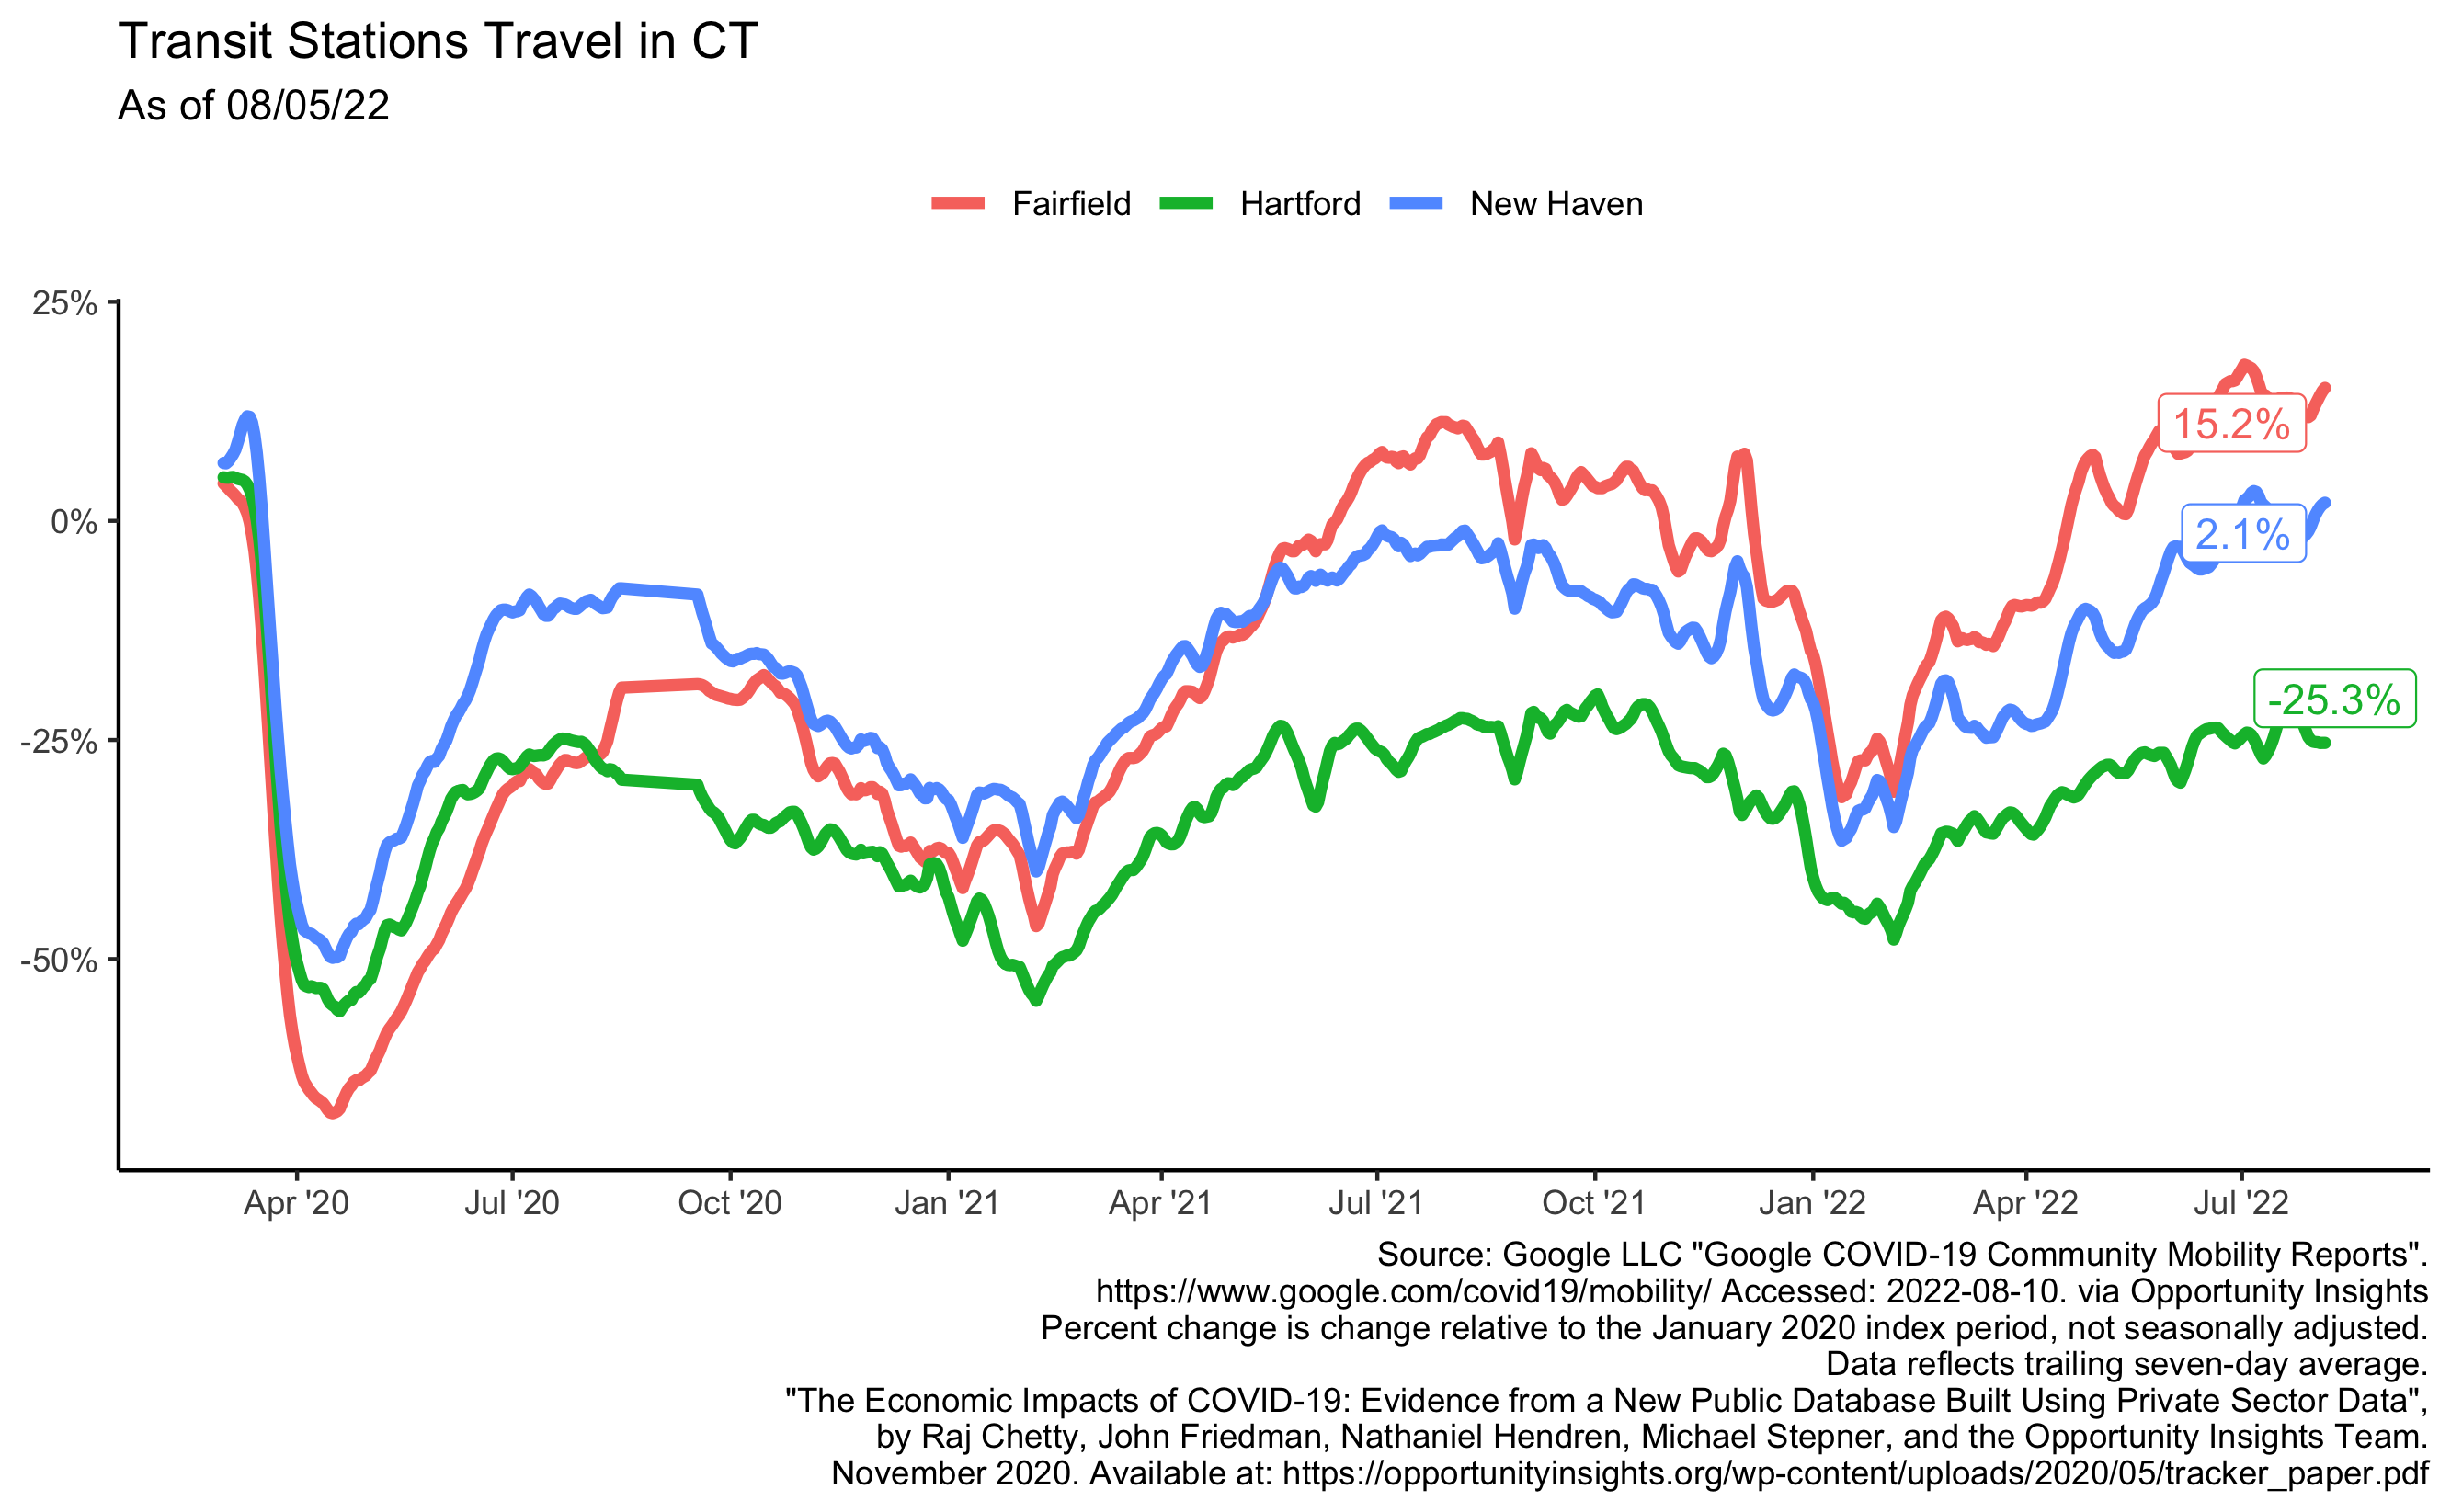 Transit Stations Travel in CT
As of 08/05/22
Fairfield Hartford New Haven
25%
0%
-25%
-50%
15.2%
2.1%
-25.3%
Apr '20 Jul '20 Oct '20 Jan '21 Apr '21 Jul '21 Oct '21 Jan '22 Apr '22 Jul '22
Source: Google LLC "Google COVID-19 Community Mobility Reports".
https://www.google.com/covid19/mobility/ Accessed: 2022-08-10. via Opportunity Insights
Percent change is change relative to the January 2020 index period, not seasonally adjusted.
Data reflects trailing seven-day average.
"The Economic Impacts of COVID-19: Evidence from a New Public Database Built Using Private Sector Data",
by Raj Chetty, John Friedman, Nathaniel Hendren, Michael Stepner, and the Opportunity Insights Team.
November 2020. Available at: https://opportunityinsights.org/wp-content/uploads/2020/05/tracker_paper.pdf